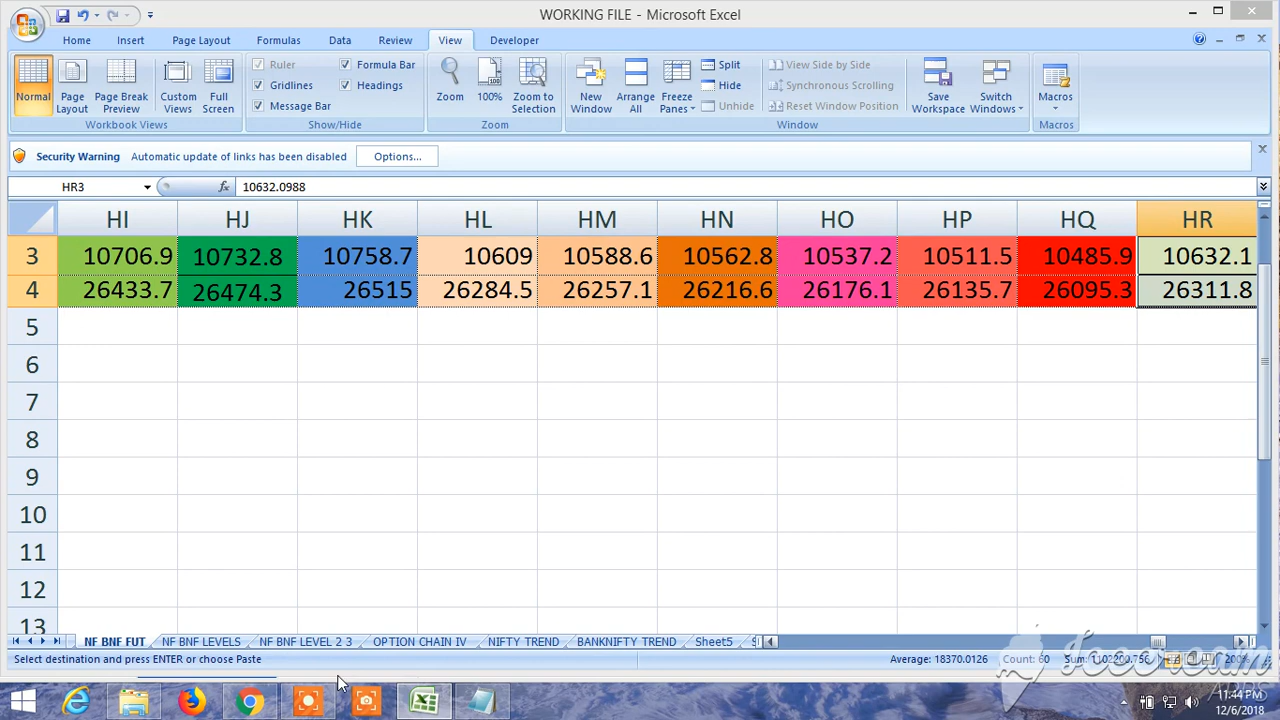 WORKING FILE - Microsoft Excel
Home Insert Page Layout Formulas Data Review View Developer
Normal
Page Layout
Page Break Preview
Custom Views
Full Screen
Workbook Views
Ruler
Gridlines
Message Bar
Formula Bar
Headings
Show/Hide
Zoom
100%
Zoom to Selection
Zoom
New Window
Arrange All
Freeze Panes
Split
Hide
Unhide
View Side by Side
Synchronous Scrolling
Reset Window Position
Window
Save Workspace
Switch Windows
Macros
Macros
Security Warning Automatic update of links has been disabled Options...
HR3 fx 10632.0988
HI HJ HK HL HM HN HO HP HQ HR
3 10706.9 10732.8 10758.7 10609 10588.6 10562.8 10537.2 10511.5 10485.9 10632.1
4 26433.7 26474.3 26515 26284.5 26257.1 26216.6 26176.1 26135.7 26095.3 26311.8
5
6
7
8
9
10
11
12
13
NF BNF FUT NF BNF LEVELS NF BNF LEVEL 2 3 OPTION CHAIN IV NIFTY TREND BANKNIFTY TREND Sheet5
Select destination and press ENTER or choose Paste Average: 18370.0126 Count: 60 200%
11:44 PM
12/6/2018